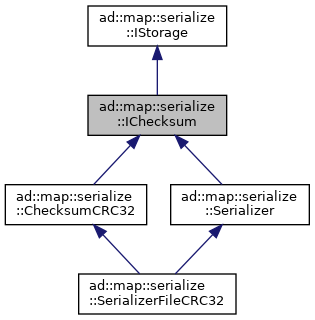 ad::map::serialize
::IStorage
ad::map::serialize
::IChecksum
ad::map::serialize
::ChecksumCRC32
ad::map::serialize
::Serializer
ad::map::serialize
::SerializerFileCRC32